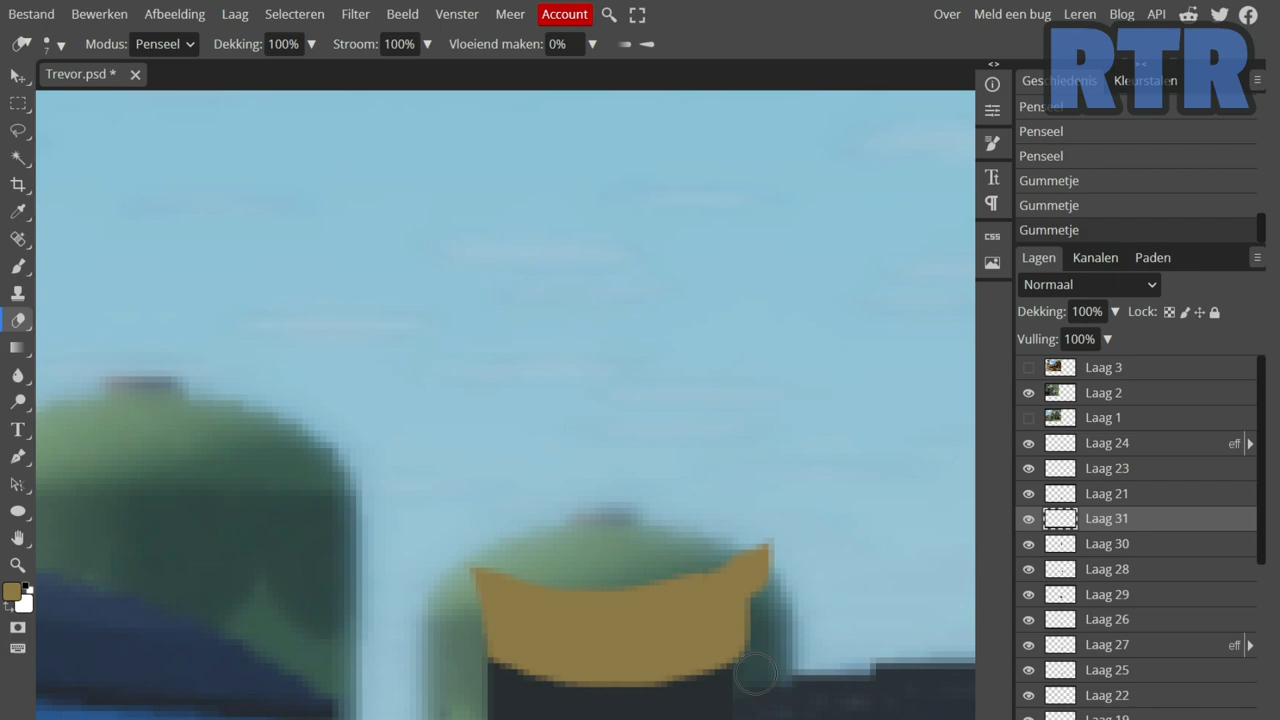 Bestand Bewerken Afbeelding Laag Selecteren Filter Beeld Venster Meer Account Over Meld een bug Leren Blog API
7 Modus: Penseel Dekking: 100% Stroom: 100% Vloeiend maken: 0%
RTR
Trevor.psd *
Geschiedenis Kleurstalen
Penseel
Penseel
Penseel
Gummetje
Gummetje
Gummetje
CSS
Lagen Kanalen Paden
Normaal
Dekking: 100% Lock:
Vulling: 100%
Laag 3
Laag 2
Laag 1
Laag 24 eff
Laag 23
Laag 21
Laag 31
Laag 30
Laag 28
Laag 29
Laag 26
Laag 27 eff
Laag 25
Laag 22
Laag 19